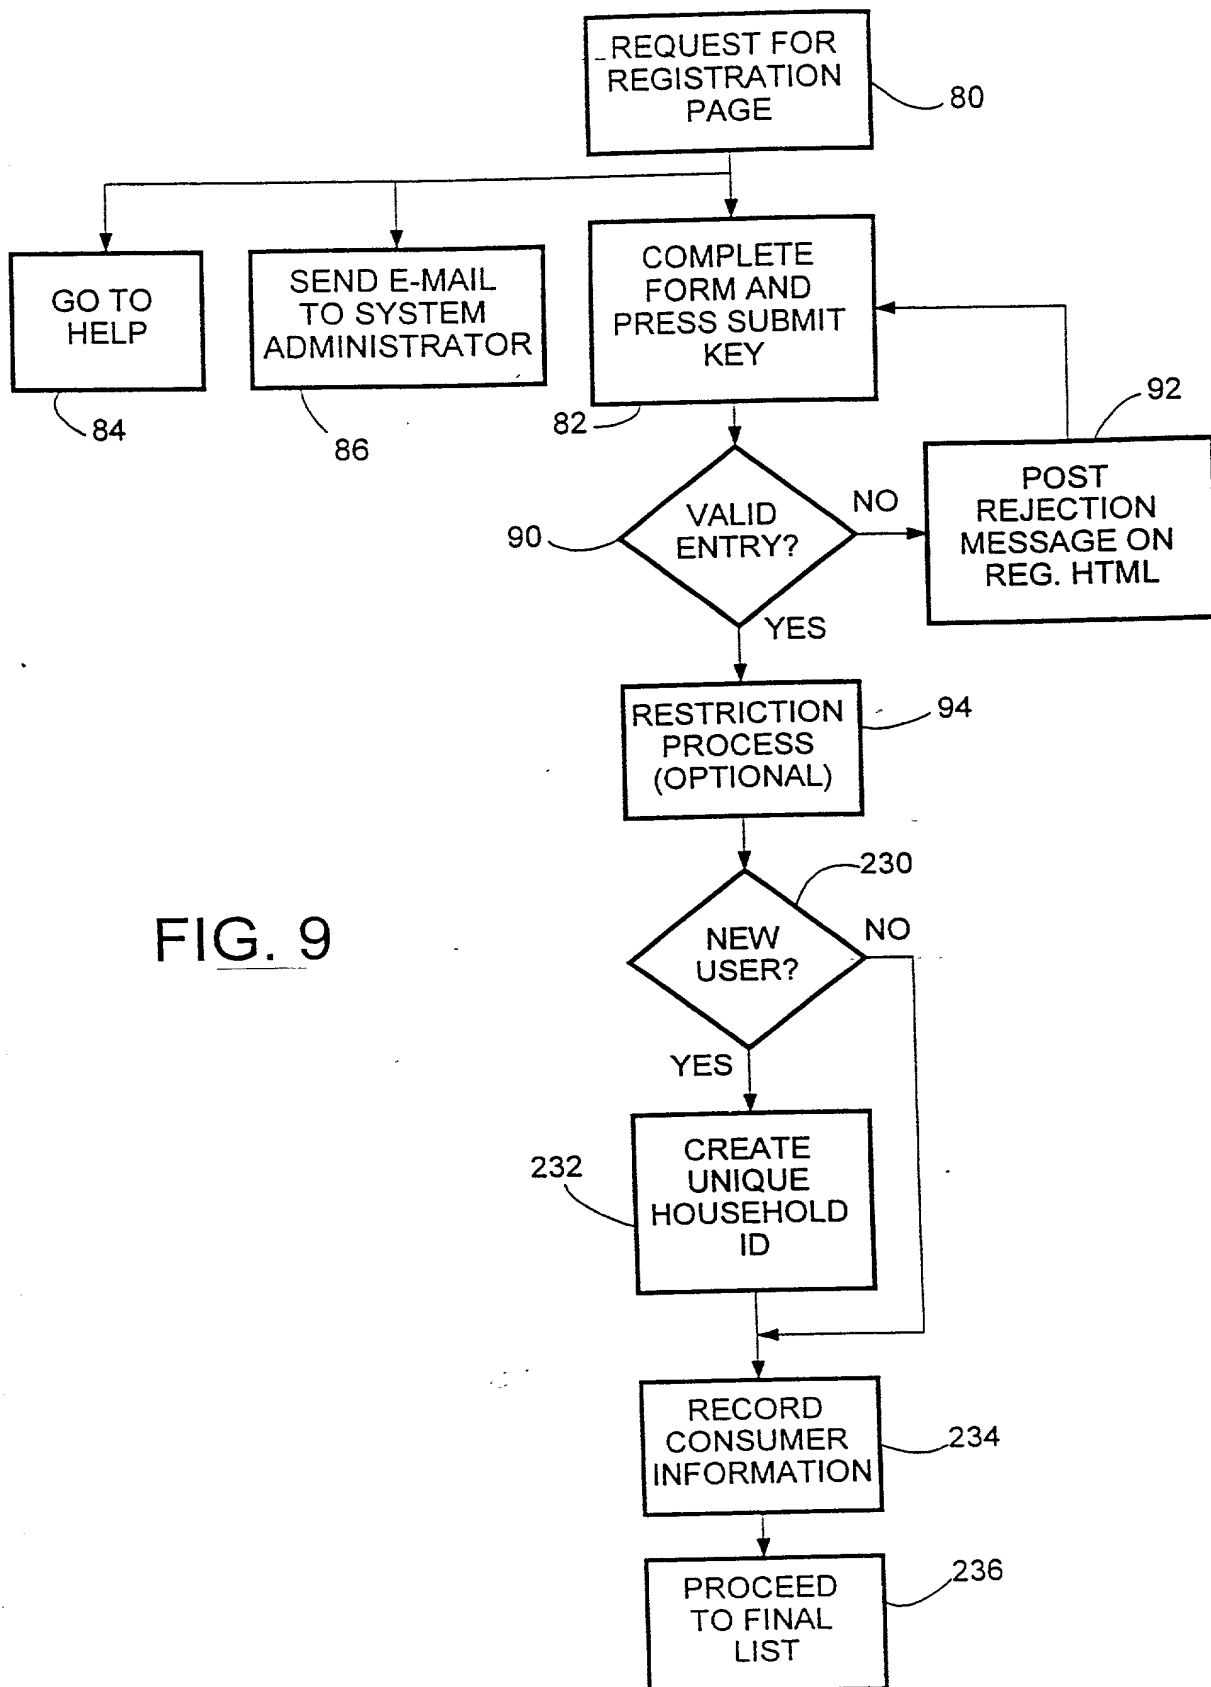 REQUEST FOR
REGISTRATION
PAGE
80
GO TO
HELP
84
SEND E-MAIL
TO SYSTEM
ADMINISTRATOR
86
COMPLETE
FORM AND
PRESS SUBMIT
KEY
82
92
POST
REJECTION
MESSAGE ON
REG. HTML
NO
VALID
ENTRY?
90
YES
RESTRICTION
PROCESS
(OPTIONAL)
94
230
NEW
USER?
NO
YES
FIG. 9
CREATE
UNIQUE
HOUSEHOLD
ID
232
RECORD
CONSUMER
INFORMATION
234
PROCEED
TO FINAL
LIST
236